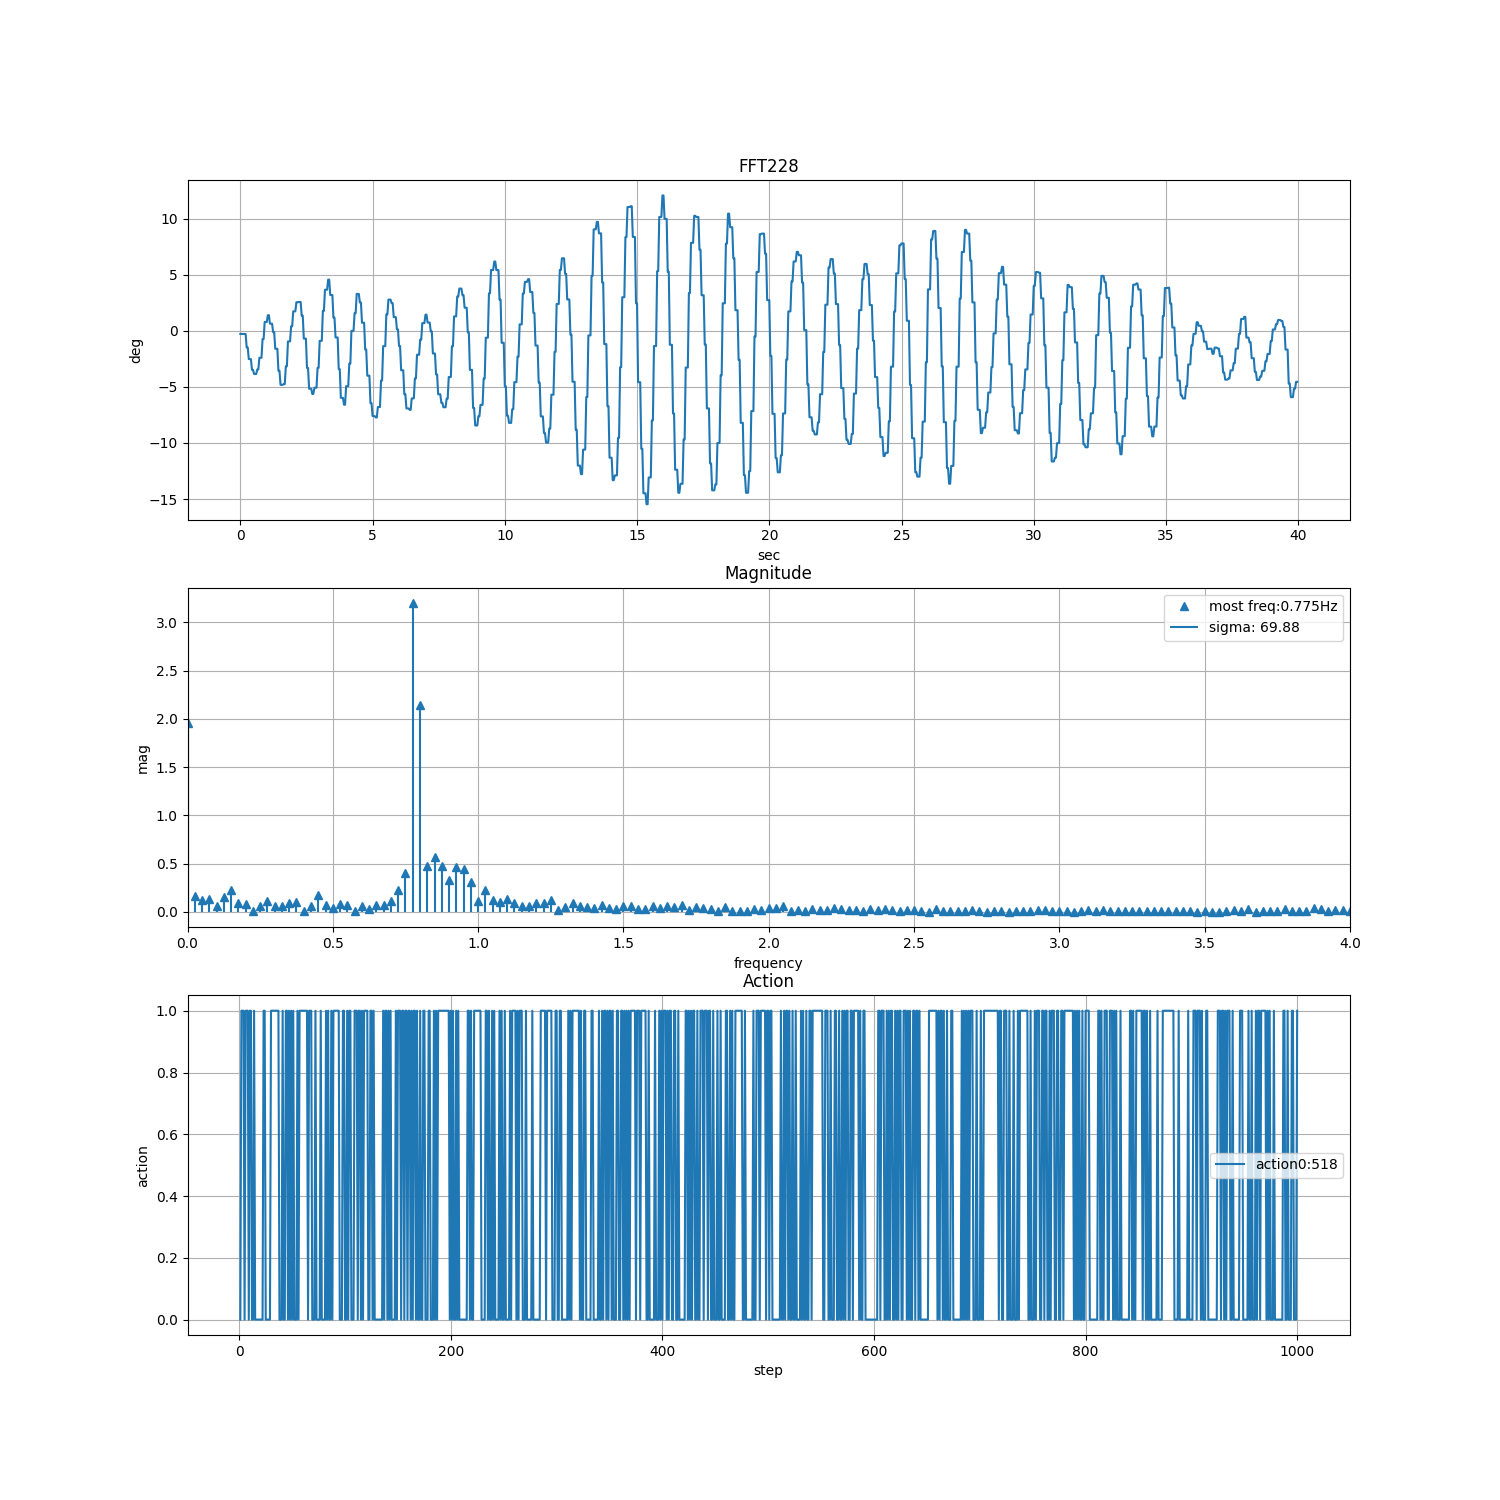 FFT228
10
5
0
−5
−10
−15
deg
0 5 10 15 20 25 30 35 40
sec
Magnitude
3.0
2.5
2.0
1.5
1.0
0.5
0.0
mag
most freq:0.775Hz
sigma: 69.88
0.0 0.5 1.0 1.5 2.0 2.5 3.0 3.5 4.0
frequency
Action
1.0
0.8
0.6
0.4
0.2
0.0
action
action0:518
0 200 400 600 800 1000
step